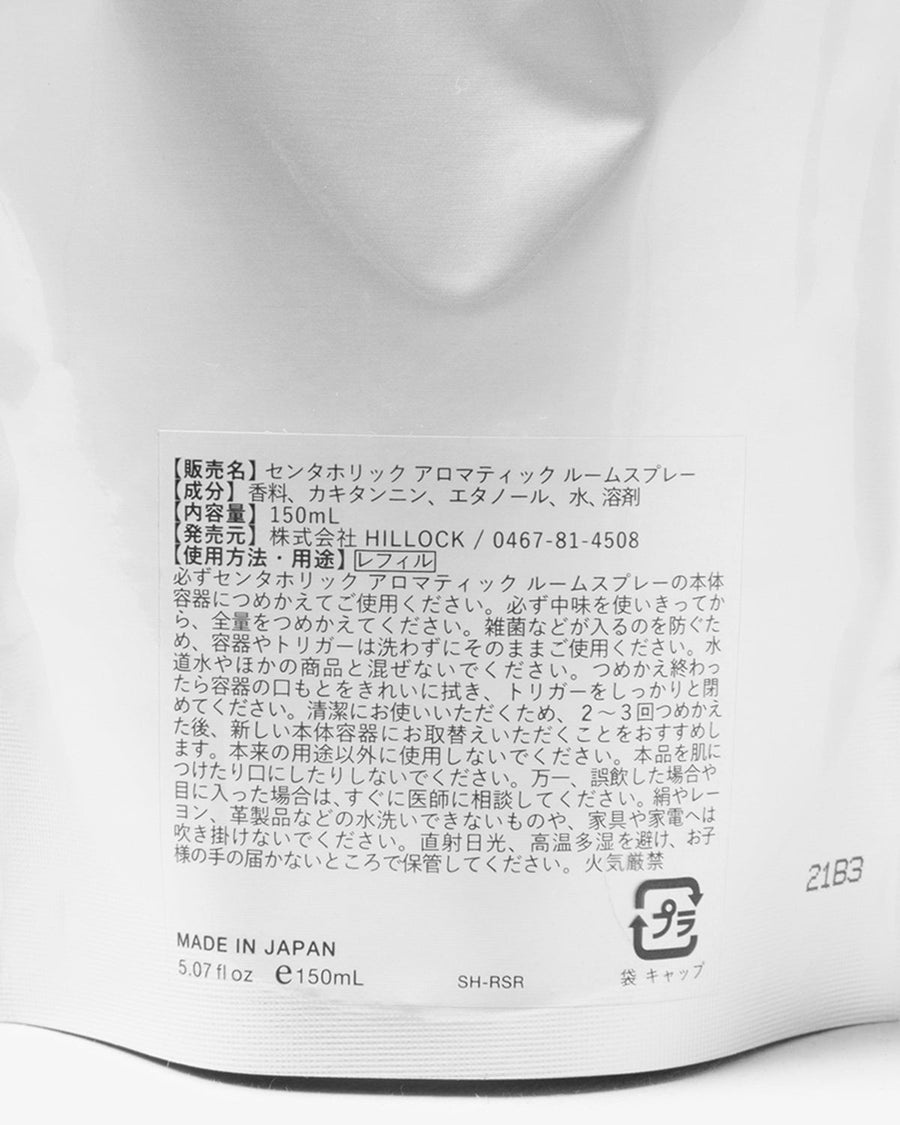 【販売名】センタホリック アロマティック ルームスプレー
【成分】香料、カキタンニン、エタノール、水、溶剤
【内容量】150mL
【発売元】株式会社 HILLOCK / 0467-81-4508
【使用方法・用途】レフィル
必ずセンタホリック アロマティック ルームスプレーの本体
容器につめかえてご使用ください。必ず中味を使いきってか
ら、全量をつめかえてください。雑菌などが入るのを防ぐた
め、容器やトリガーは洗わずにそのままご使用ください。水
道水やほかの商品と混ぜないでください。つめかえ終わっ
たら容器の口もとをきれいに拭き、トリガーをしっかりと閉
めてください。清潔にお使いいただくため、2〜3回つめかえ
た後、新しい本体容器にお取替えいただくことをおすすめし
ます。本来の用途以外に使用しないでください。本品を肌に
つけたり口にしたりしないでください。万一、誤飲した場合や
目に入った場合は、すぐに医師に相談してください。絹やレー
ヨン、革製品などの水洗いできないものや、家具や家電へは
吹き掛けないでください。直射日光、高温多湿を避け、お子
様の手の届かないところで保管してください。火気厳禁
21B3
プラ
MADE IN JAPAN
5.07 fl oz ℮150mL
SH-RSR
袋 キャップ